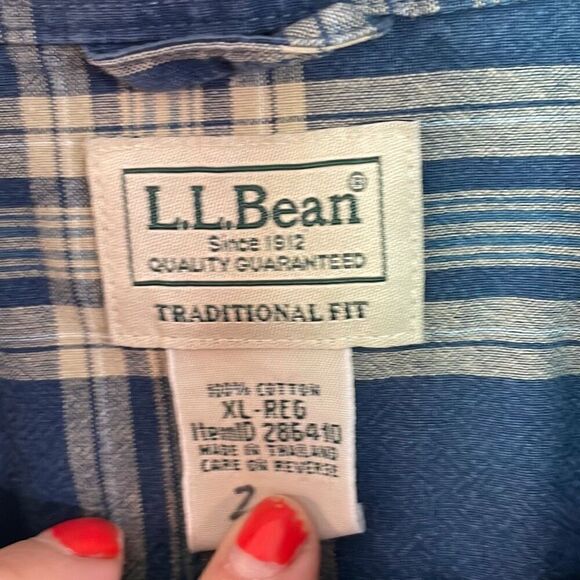 L.L.Bean®
Since 1912
QUALITY GUARANTEED
TRADITIONAL FIT
100% COTTON
XL-REG
ItemID 286410
MADE IN THAILAND
CARE ON REVERSE
2